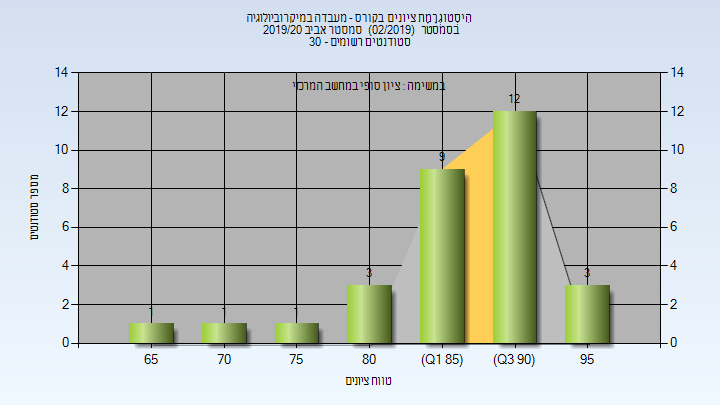 היסטוגרמת ציונים בקורס - מעבדה במיקרוביולוגיה
בסמסטר (02/2019) סמסטר אביב 2019/20
סטודנטים רשומים - 30
במשימה : ציון סופי במחשב המרכזי
מספר סטודנטים
14 14
12 12
10 10
8 8
6 6
4 4
2 2
0 0
1 1 1 3 9 12 3
65 70 75 80 (Q1 85) (Q3 90) 95
טווח ציונים